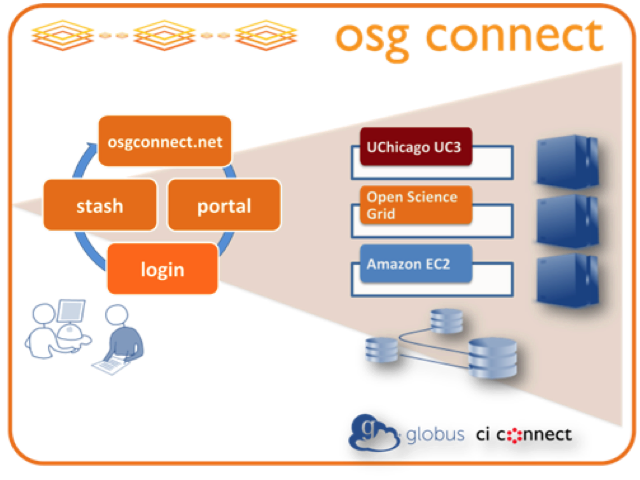 osg connect
osgconnect.net
stash
portal
login
UChicago UC3
Open Science
Grid
Amazon EC2
g
globus
ci connect